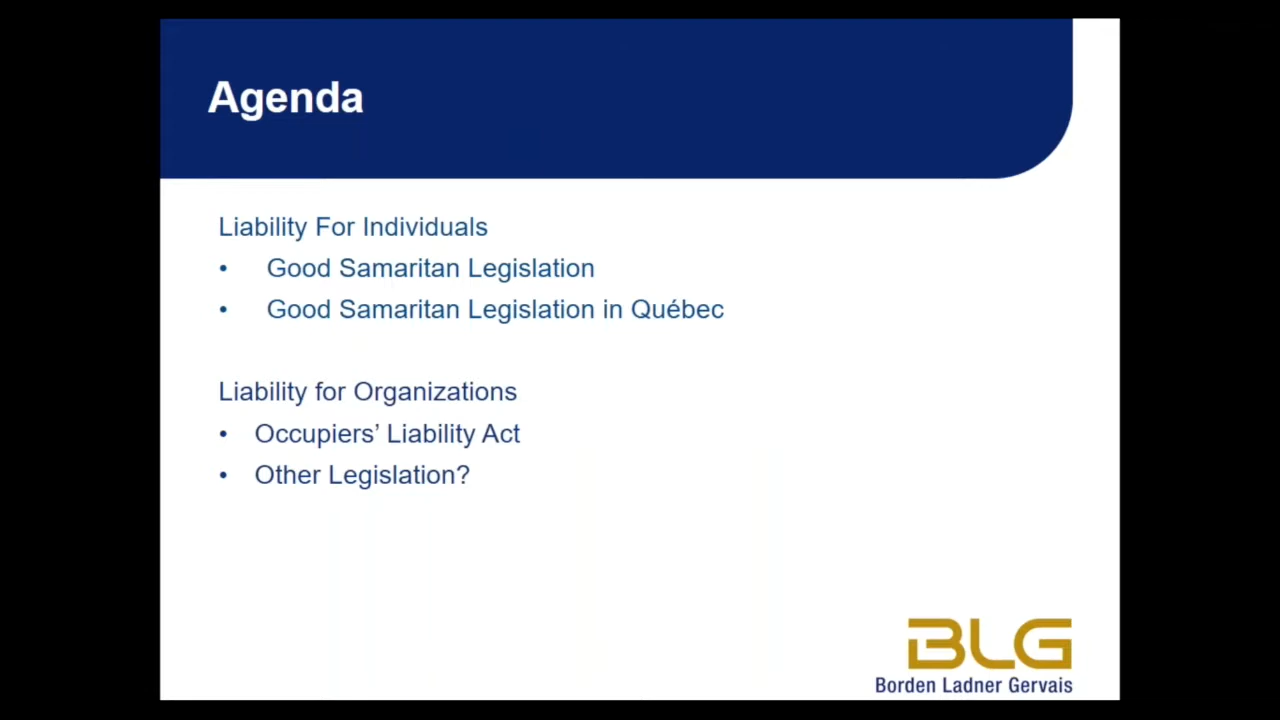 Agenda
Liability For Individuals
• Good Samaritan Legislation
• Good Samaritan Legislation in Québec
Liability for Organizations
• Occupiers’ Liability Act
• Other Legislation?
BLG
Borden Ladner Gervais